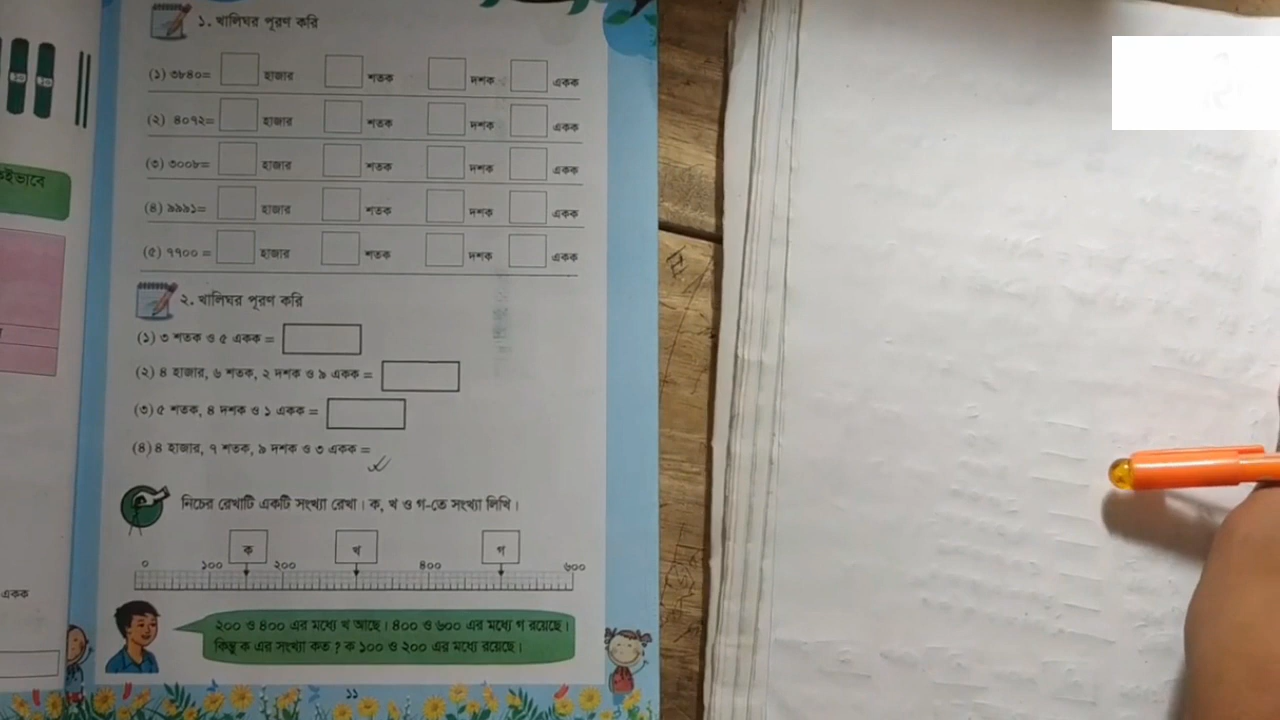 ১. খালিঘর পূরণ করি
(১) ৩৮৪০= হাজার শতক দশক একক
(২) ৪০৭২= হাজার শতক দশক একক
(৩) ৩০০৮= হাজার শতক দশক একক
(৪) ৯৯৯১= হাজার শতক দশক একক
(৫) ৭৭০০ = হাজার শতক দশক একক
২. খালিঘর পূরণ করি
(১) ৩ শতক ও ৫ একক =
(২) ৪ হাজার, ৬ শতক, ২ দশক ও ৯ একক =
(৩) ৫ শতক, ৪ দশক ও ১ একক =
(৪) ৪ হাজার, ৭ শতক, ৯ দশক ও ৩ একক =
নিচের রেখাটি একটি সংখ্যা রেখা। ক, খ ও গ-তে সংখ্যা লিখি।
ক খ গ
০ ১০০ ২০০ ৪০০ ৬০০
২০০ ও ৪০০ এর মধ্যে খ আছে। ৪০০ ও ৬০০ এর মধ্যে গ রয়েছে।
কিন্তু ক এর সংখ্যা কত? ক ১০০ ও ২০০ এর মধ্যে রয়েছে।
১১
একক